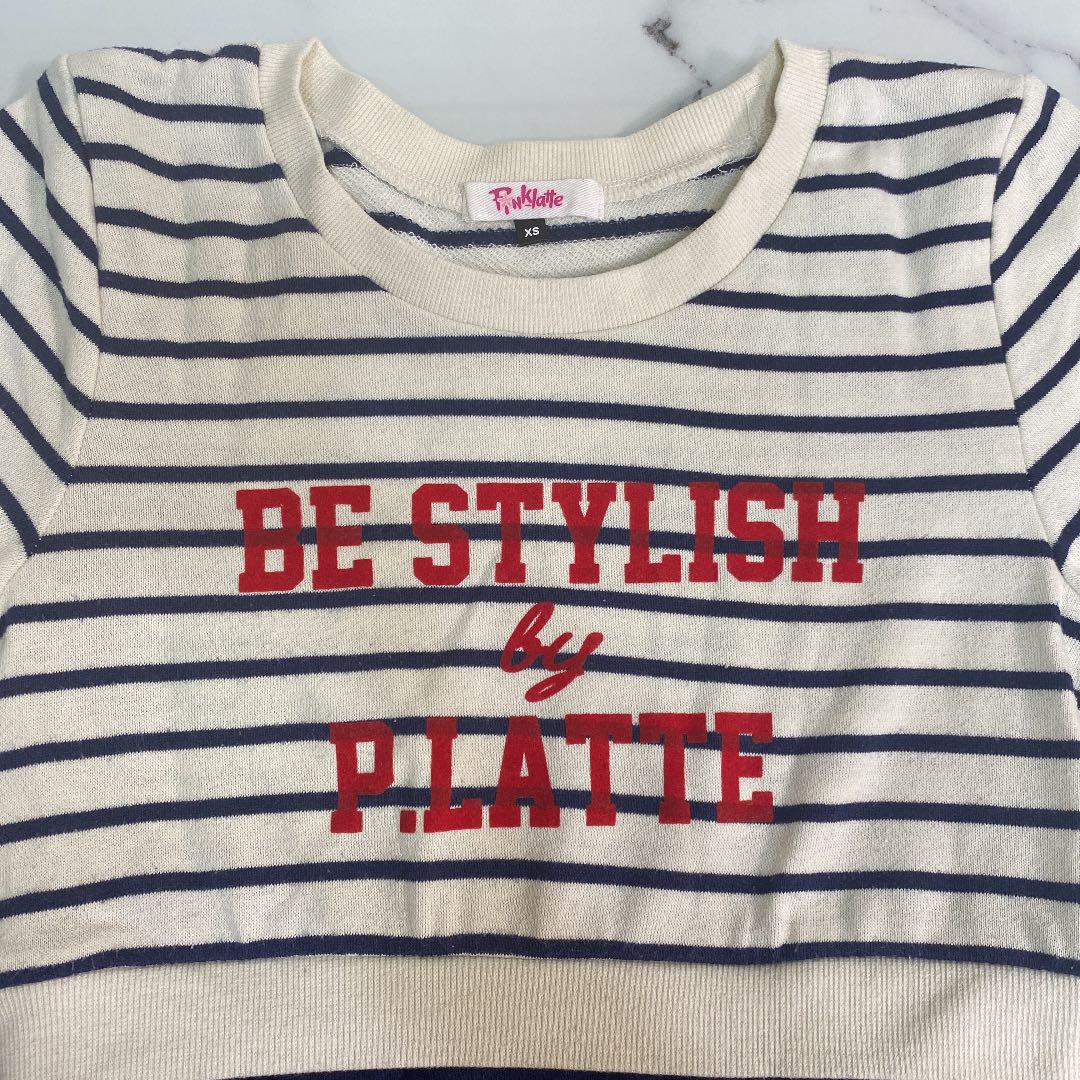 Pinklatte
XS
BE STYLISH
by
P.LATTE